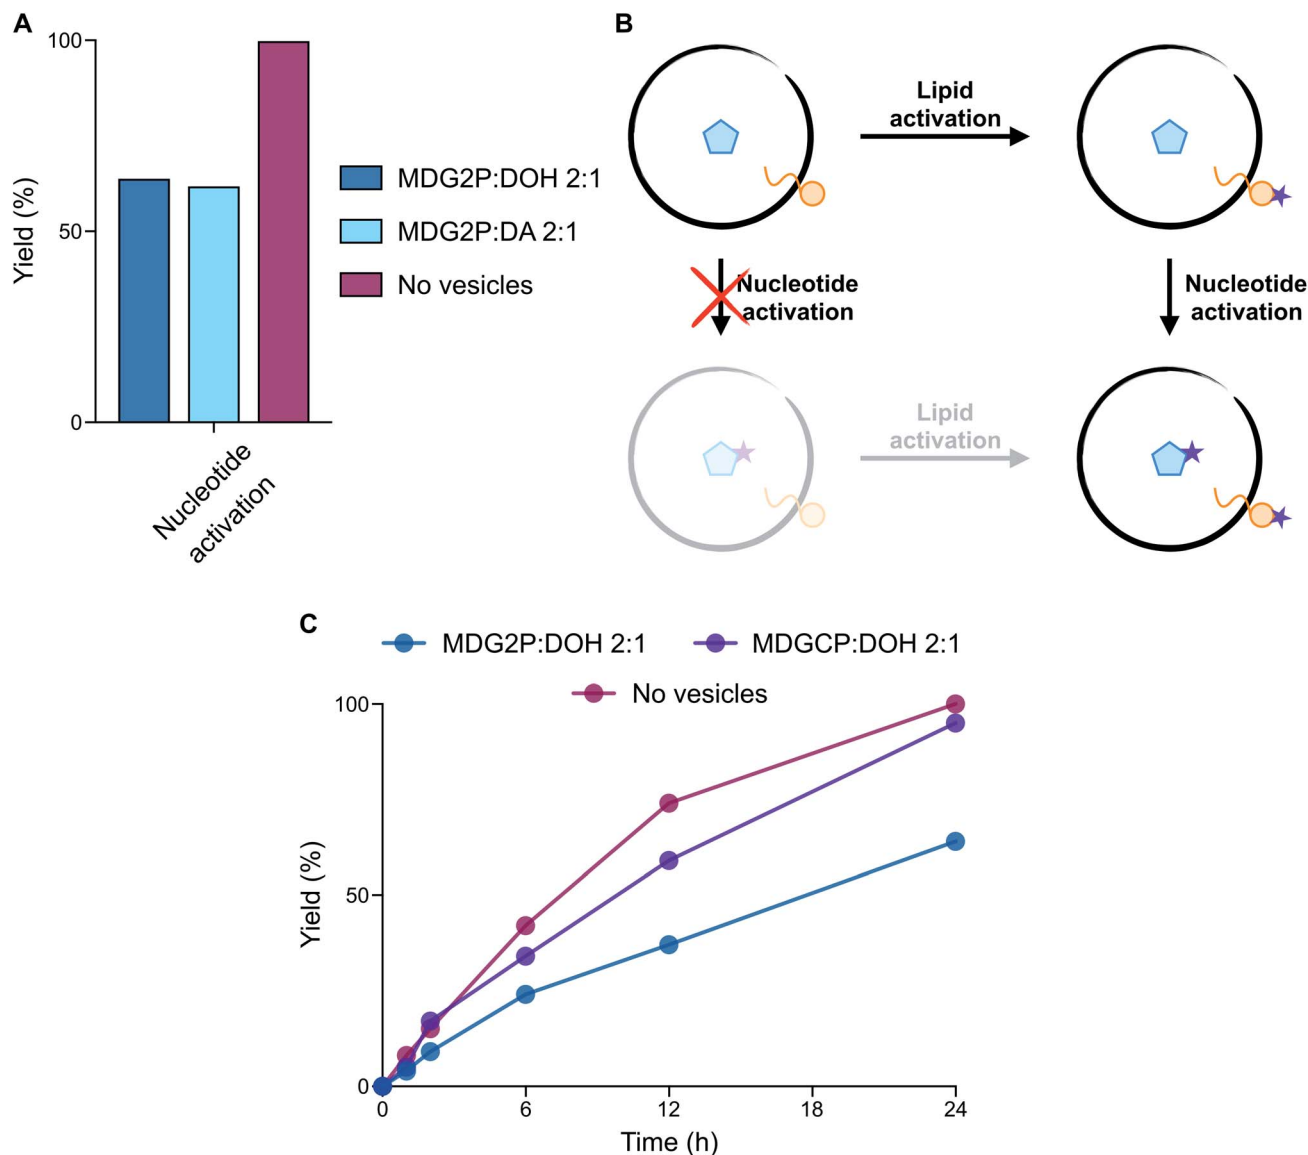 A
100
50
0
Yield (%)
Nucleotide
activation
MDG2P:DOH 2:1
MDG2P:DA 2:1
No vesicles
B
Lipid
activation
Nucleotide
activation
Nucleotide
activation
Lipid
activation
C
MDG2P:DOH 2:1
MDGCP:DOH 2:1
No vesicles
100
50
0
Yield (%)
0 6 12 18 24
Time (h)